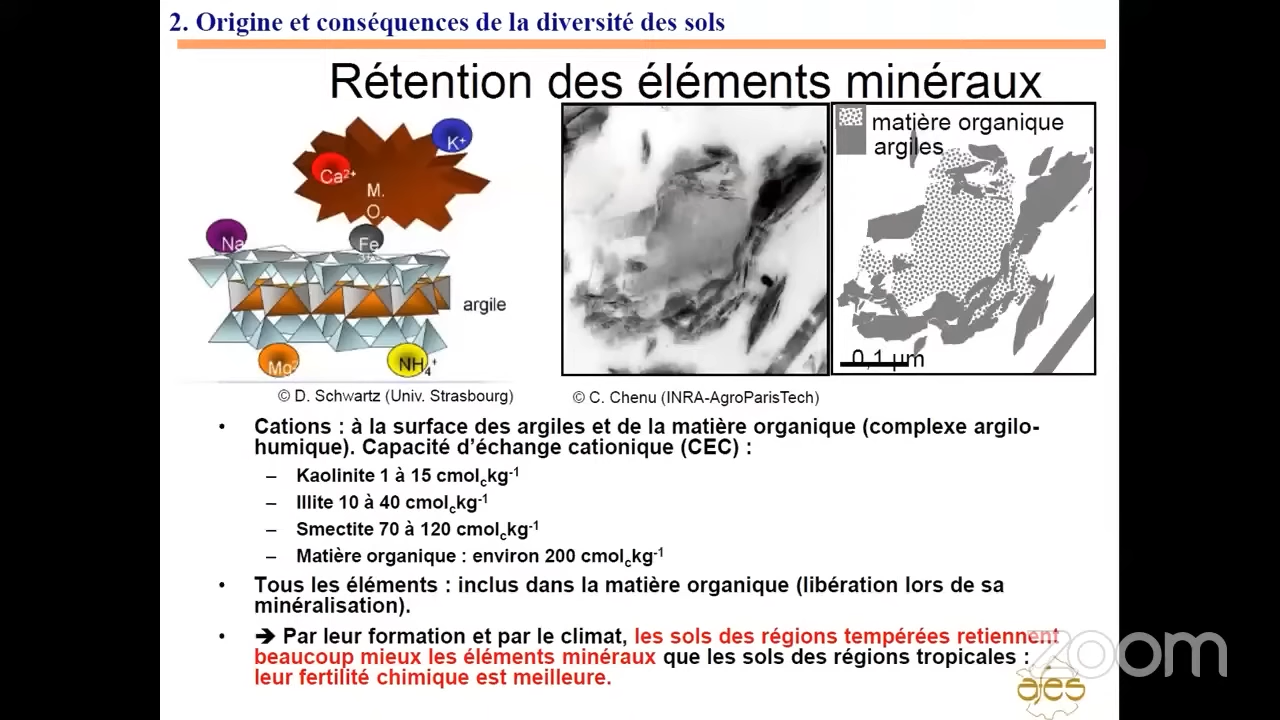 2. Origine et conséquences de la diversité des sols
Rétention des éléments minéraux
K⁺
Ca²⁺
M.
O.
Na
Fe
argile
Mg²
NH₄⁺
matière organique
argiles
0,1 µm
© D. Schwartz (Univ. Strasbourg)
© C. Chenu (INRA-AgroParisTech)
• Cations : à la surface des argiles et de la matière organique (complexe argilo-
humique). Capacité d’échange cationique (CEC) :
– Kaolinite 1 à 15 cmol_ckg⁻¹
– Illite 10 à 40 cmol_ckg⁻¹
– Smectite 70 à 120 cmol_ckg⁻¹
– Matière organique : environ 200 cmol_ckg⁻¹
• Tous les éléments : inclus dans la matière organique (libération lors de sa
minéralisation).
• ➔ Par leur formation et par le climat, les sols des régions tempérées retiennent
beaucoup mieux les éléments minéraux que les sols des régions tropicales :
leur fertilité chimique est meilleure.
zoom
afes